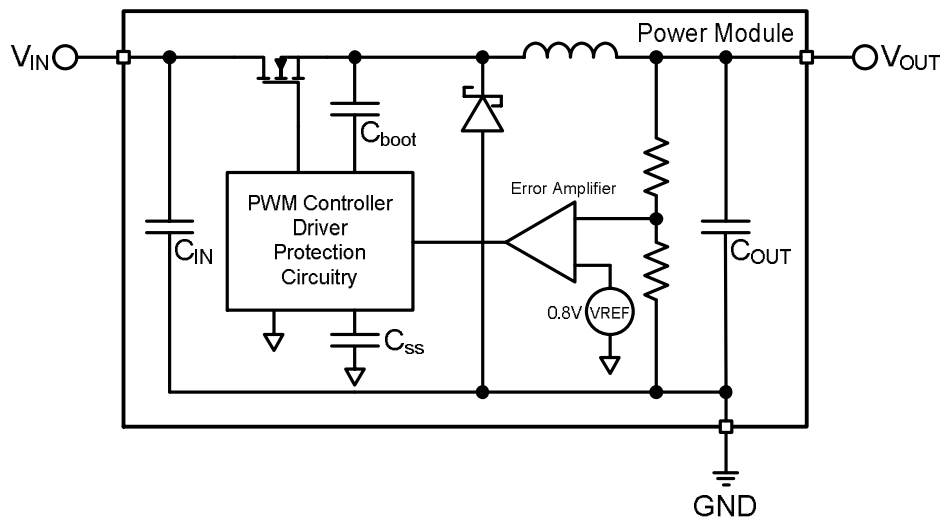 Power Module
VIN
VOUT
Cboot
PWM Controller
Driver
Protection
Circuitry
Error Amplifier
CIN
COUT
0.8V
VREF
Css
GND